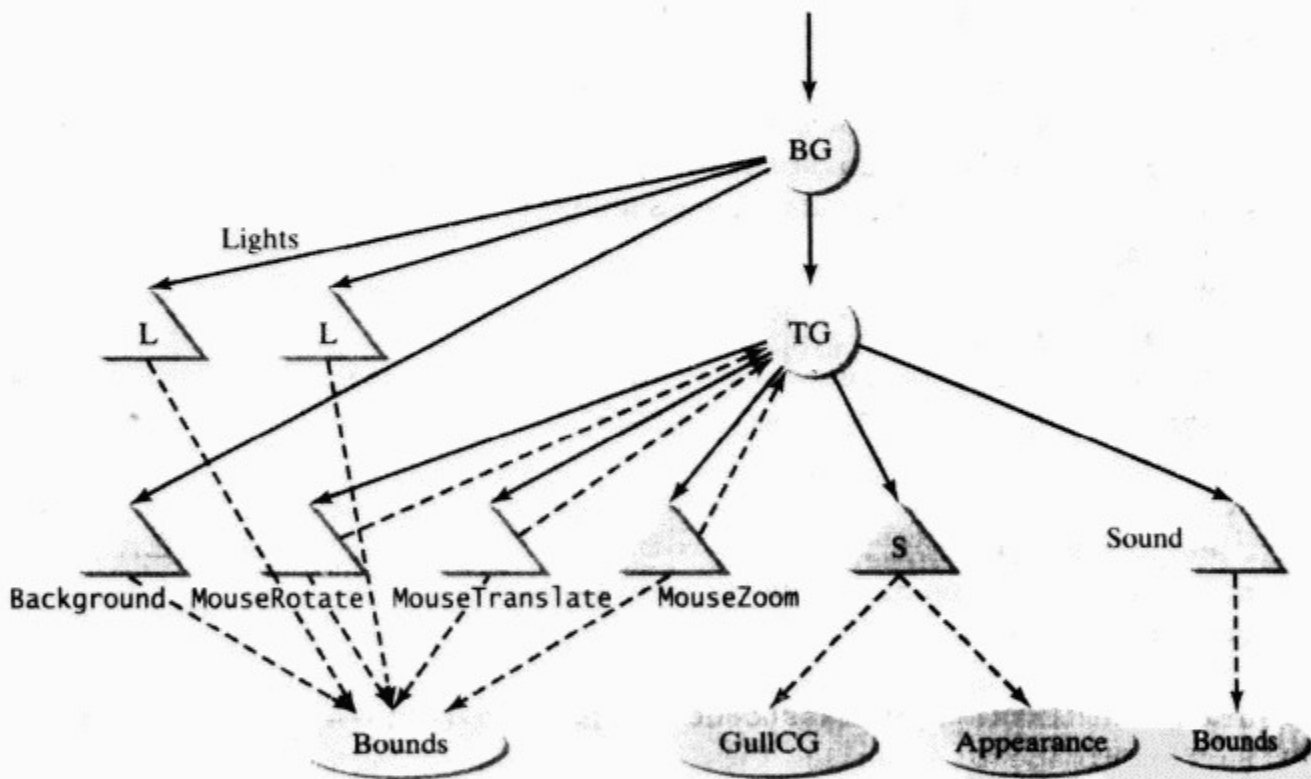 BG
Lights
L
L
TG
S
Sound
Background
MouseRotate
MouseTranslate
MouseZoom
Bounds
GullCG
Appearance
Bounds